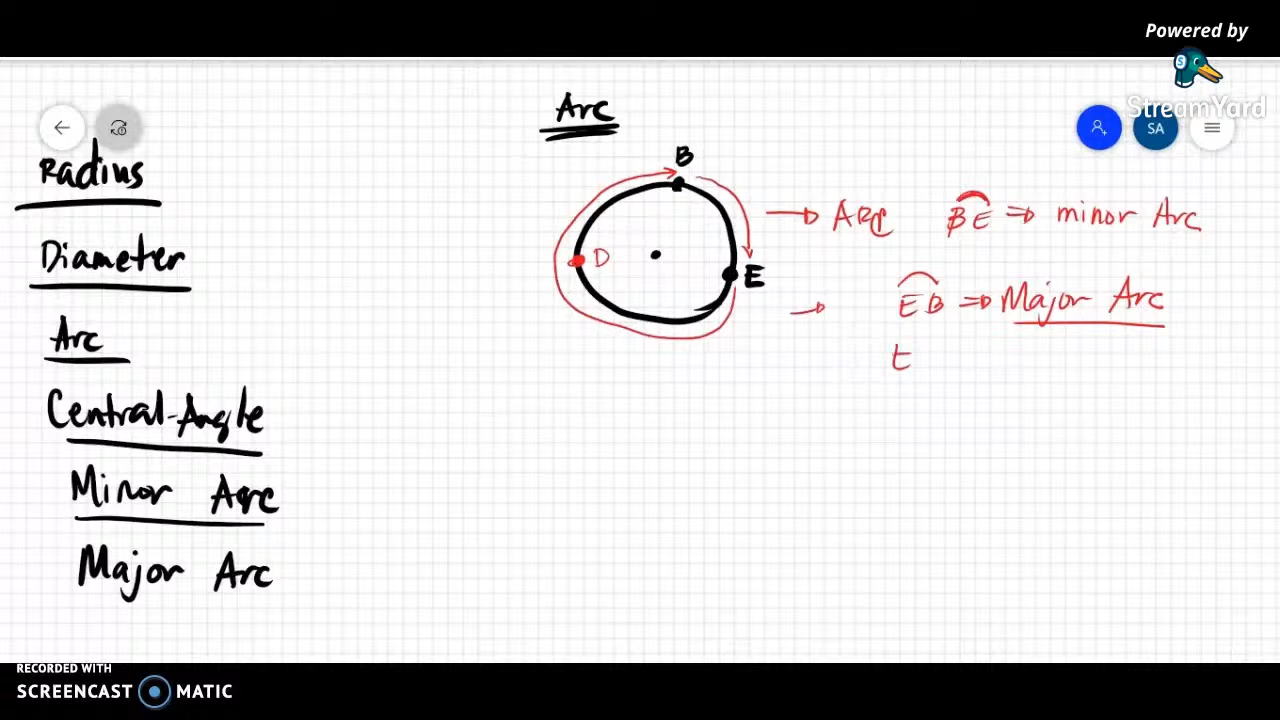 Powered by
StreamYard
SA
Radius
Diameter
Arc
Central-Angle
Minor Arc
Major Arc
Arc
B
D
E
→ ARC BE ⇒ minor Arc
→ EB ⇒ Major Arc
t
RECORDED WITH
SCREENCAST MATIC